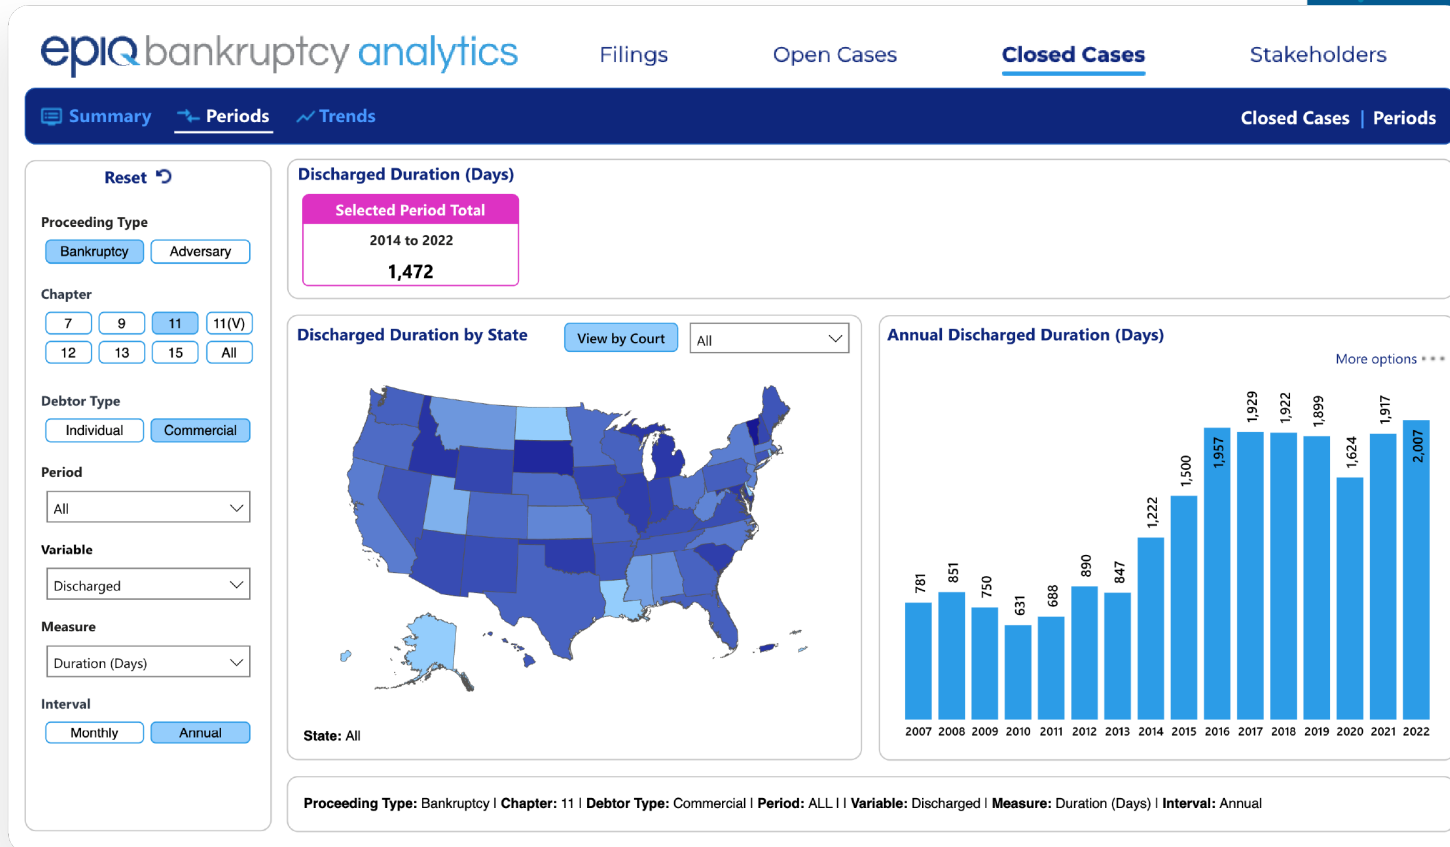 epiq bankruptcy analytics
Filings
Open Cases
Closed Cases
Stakeholders
Summary
Periods
Trends
Closed Cases | Periods
Reset
Proceeding Type
Bankruptcy
Adversary
Chapter
7
9
11
11(V)
12
13
15
All
Debtor Type
Individual
Commercial
Period
All
Variable
Discharged
Measure
Duration (Days)
Interval
Monthly
Annual
Discharged Duration (Days)
Selected Period Total
2014 to 2022
1,472
Discharged Duration by State
View by Court
All
State: All
Annual Discharged Duration (Days)
More options
781
851
750
631
688
890
847
1,222
1,500
1,957
1,929
1,922
1,899
1,624
1,917
2,007
2007 2008 2009 2010 2011 2012 2013 2014 2015 2016 2017 2018 2019 2020 2021 2022
Proceeding Type: Bankruptcy | Chapter: 11 | Debtor Type: Commercial | Period: ALL | | Variable: Discharged | Measure: Duration (Days) | Interval: Annual